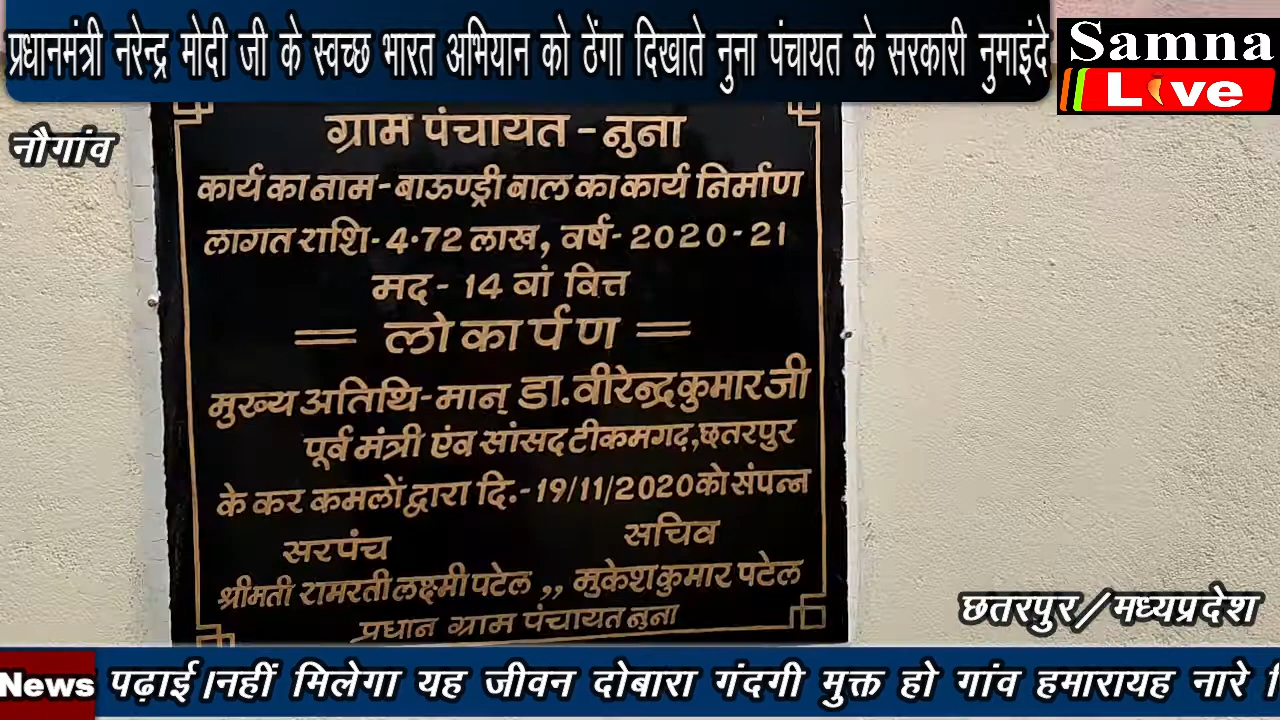 प्रधानमंत्री नरेन्द्र मोदी जी के स्वच्छ भारत अभियान को ठेंगा दिखाते नुना पंचायत के सरकारी नुमाइंदे
Samna
Live
नौगांव
ग्राम पंचायत - नुना
कार्य का नाम - बाऊण्ड्री बाल का कार्य निर्माण
लागत राशि - 4.72 लाख, वर्ष - 2020-21
मद - 14 वां वित्त
= लोकार्पण =
मुख्य अतिथि - मान् डा. वीरेन्द्र कुमार जी
पूर्व मंत्री एंव सांसद टीकमगढ़, छतरपुर
के कर कमलों द्वारा दि.- 19/11/2020 को संपन्न
सरपंच सचिव
श्रीमती रामरती लक्ष्मी पटेल ,, मुकेश कुमार पटेल
प्रधान ग्राम पंचायत नुना
छतरपुर/मध्यप्रदेश
News पढ़ाई।नहीं मिलेगा यह जीवन दोबारा गंदगी मुक्त हो गांव हमारायह नारे